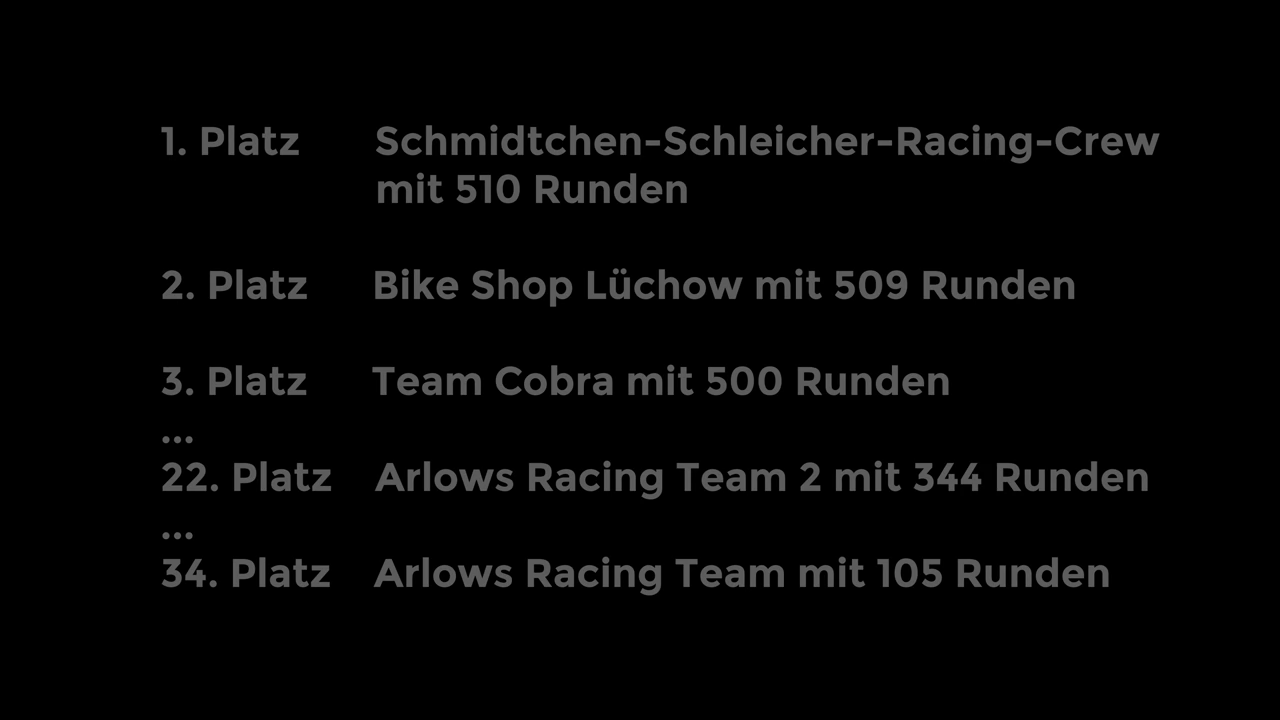 1. Platz Schmidtchen-Schleicher-Racing-Crew
mit 510 Runden
2. Platz Bike Shop Lüchow mit 509 Runden
3. Platz Team Cobra mit 500 Runden
...
22. Platz Arlows Racing Team 2 mit 344 Runden
...
34. Platz Arlows Racing Team mit 105 Runden